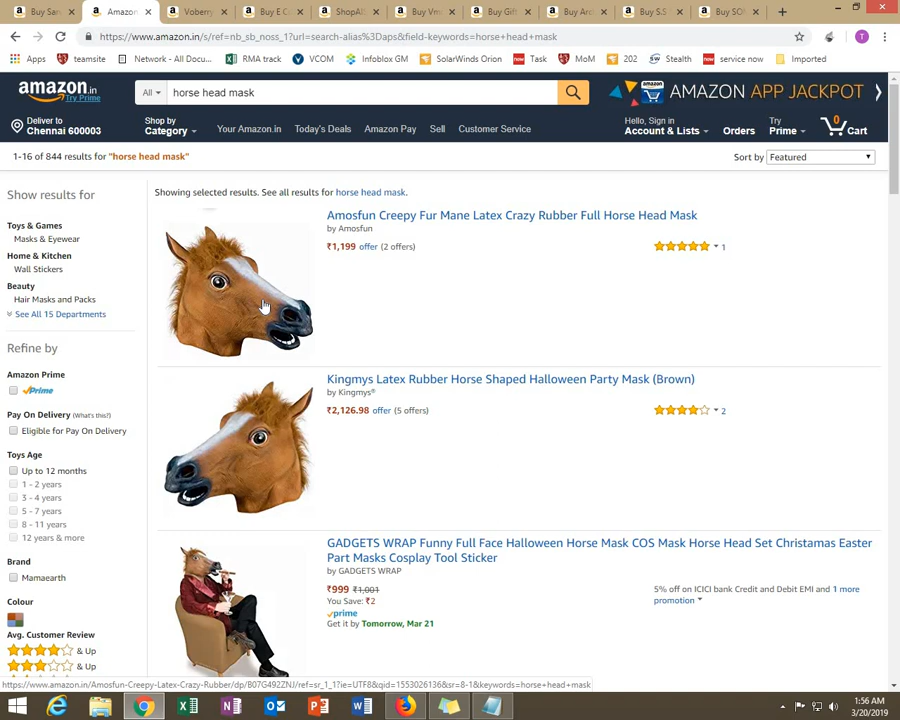 Buy San
Amazon
Voberry
Buy E C
ShopAl
Buy Vm
Buy Gif
Buy Ar
Buy S.S
Buy SO
https://www.amazon.in/s/ref=nb_sb_noss_1?url=search-alias%3Daps&field-keywords=horse+head+mask
Apps
teamsite
Network - All Docu...
RMA track
VCOM
Infoblox GM
SolarWinds Orion
Task
MoM
202
Stealth
service now
Imported
amazon.in
Try Prime
All
horse head mask
amazon
AMAZON APP JACKPOT
Deliver to
Chennai 600003
Shop by
Category
Your Amazon.in
Today's Deals
Amazon Pay
Sell
Customer Service
Hello, Sign in
Account & Lists
Orders
Try
Prime
0
Cart
1-16 of 844 results for "horse head mask"
Sort by
Featured
Show results for
Toys & Games
Masks & Eyewear
Home & Kitchen
Wall Stickers
Beauty
Hair Masks and Packs
See All 15 Departments
Refine by
Amazon Prime
Prime
Pay On Delivery (What's this?)
Eligible for Pay On Delivery
Toys Age
Up to 12 months
1 - 2 years
3 - 4 years
5 - 7 years
8 - 11 years
12 years & more
Brand
Mamaearth
Colour
Avg. Customer Review
& Up
& Up
Showing selected results. See all results for horse head mask.
Amosfun Creepy Fur Mane Latex Crazy Rubber Full Horse Head Mask
by Amosfun
₹1,199 offer (2 offers)
1
Kingmys Latex Rubber Horse Shaped Halloween Party Mask (Brown)
by Kingmys®
₹2,126.98 offer (5 offers)
2
GADGETS WRAP Funny Full Face Halloween Horse Mask COS Mask Horse Head Set Christamas Easter
Part Masks Cosplay Tool Sticker
by GADGETS WRAP
₹999 ₹1,001
You Save: ₹2
prime
Get it by Tomorrow, Mar 21
5% off on ICICI bank Credit and Debit EMI and 1 more
promotion
https://www.amazon.in/Amosfun-Creepy-Latex-Crazy-Rubber/dp/B07G492ZNJ/ref=sr_1_1?ie=UTF8&qid=1553026136&sr=8-1&keywords=horse+head+mask
1:56 AM
3/20/2019